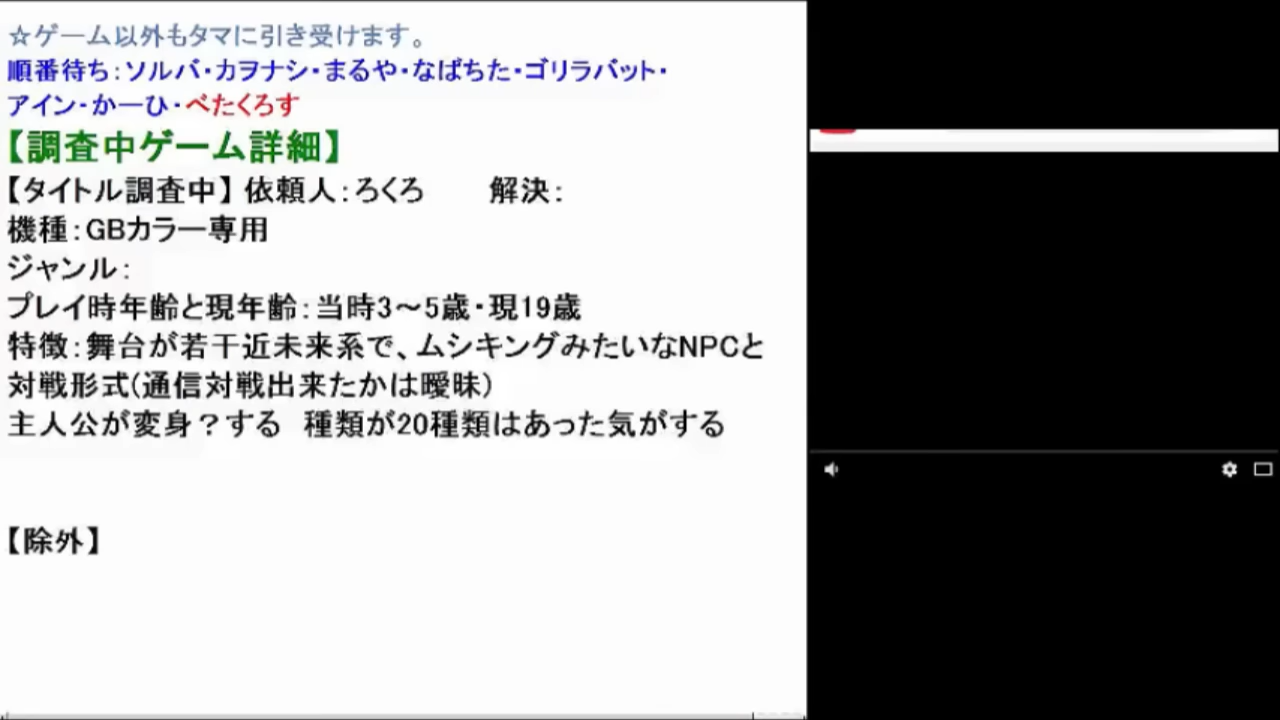 ☆ゲーム以外もタマに引き受けます。
順番待ち:ソルバ・カヲナシ・まるや・なばちた・ゴリラバット・
アイン・かーひ・べたくろす
【調査中ゲーム詳細】
【タイトル調査中】依頼人:ろくろ 解決:
機種:GBカラー専用
ジャンル:
プレイ時年齢と現年齢:当時3〜5歳・現19歳
特徴:舞台が若干近未来系で、ムシキングみたいなNPCと
対戦形式(通信対戦出来たかは曖昧)
主人公が変身?する 種類が20種類はあった気がする
【除外】